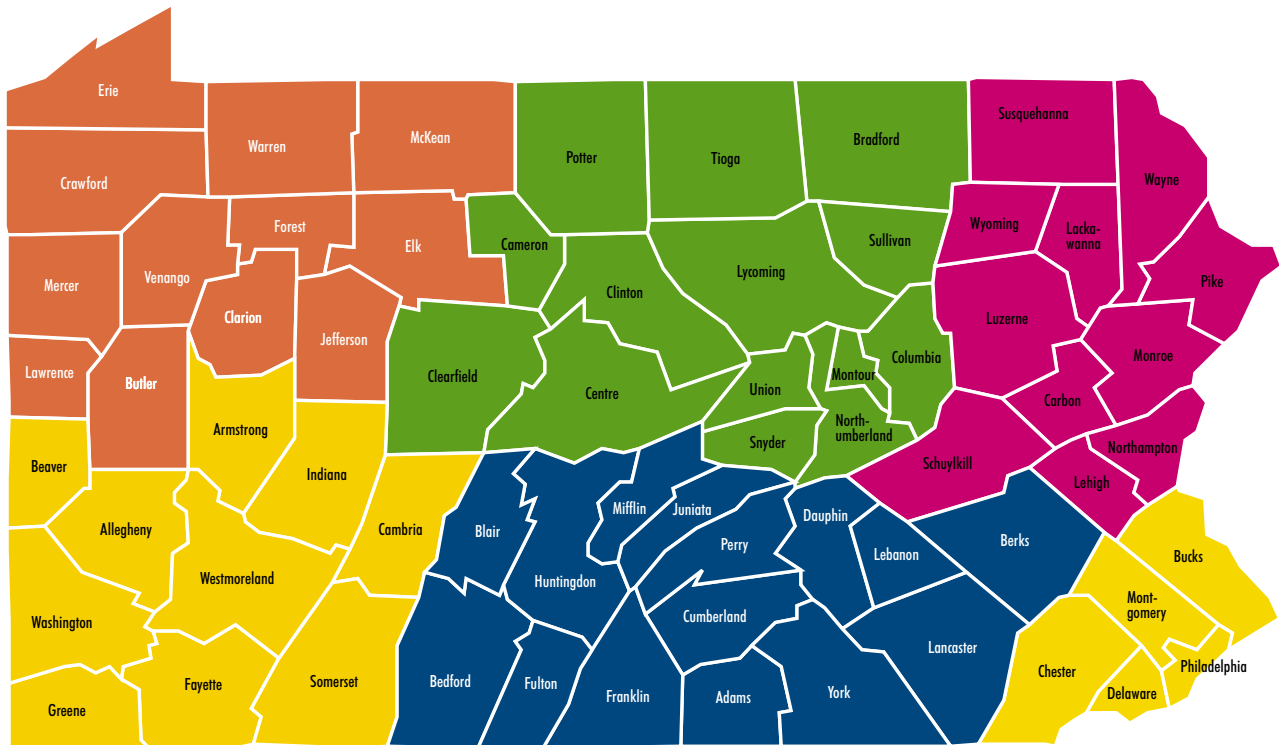 Erie
Susquehanna
McKean
Bradford
Warren
Potter
Tioga
Crawford
Wayne
Forest
Wyoming
Lacka-
wanna
Elk
Cameron
Sullivan
Venango
Lycoming
Mercer
Pike
Clinton
Clarion
Luzerne
Jefferson
Monroe
Columbia
Lawrence
Butler
Clearfield
Montour
Union
Centre
Carbon
Armstrong
North-
umberland
Snyder
Northampton
Beaver
Indiana
Schuylkill
Lehigh
Mifflin
Juniata
Dauphin
Allegheny
Cambria
Blair
Berks
Perry
Lebanon
Bucks
Westmoreland
Huntingdon
Mont-
gomery
Washington
Cumberland
Lancaster
Philadelphia
Chester
Somerset
Bedford
Fayette
Fulton
Delaware
York
Franklin
Adams
Greene